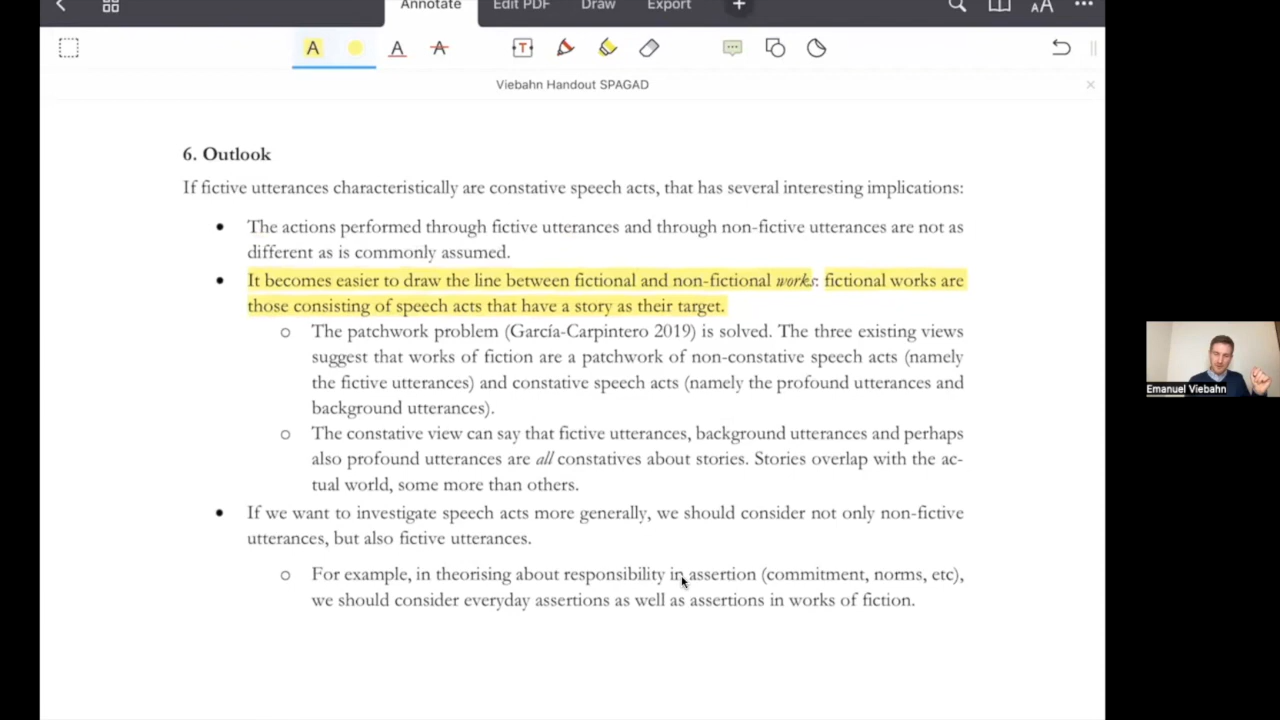 Annotate Edit PDF Draw Export + AA
A A A T
Viebahn Handout SPAGAD
6. Outlook
If fictive utterances characteristically are constative speech acts, that has several interesting implications:
• The actions performed through fictive utterances and through non-fictive utterances are not as
different as is commonly assumed.
• It becomes easier to draw the line between fictional and non-fictional works: fictional works are
those consisting of speech acts that have a story as their target.
o The patchwork problem (García-Carpintero 2019) is solved. The three existing views
suggest that works of fiction are a patchwork of non-constative speech acts (namely
the fictive utterances) and constative speech acts (namely the profound utterances and
background utterances).
o The constative view can say that fictive utterances, background utterances and perhaps
also profound utterances are all constatives about stories. Stories overlap with the ac-
tual world, some more than others.
• If we want to investigate speech acts more generally, we should consider not only non-fictive
utterances, but also fictive utterances.
o For example, in theorising about responsibility in assertion (commitment, norms, etc),
we should consider everyday assertions as well as assertions in works of fiction.
Emanuel Viebahn